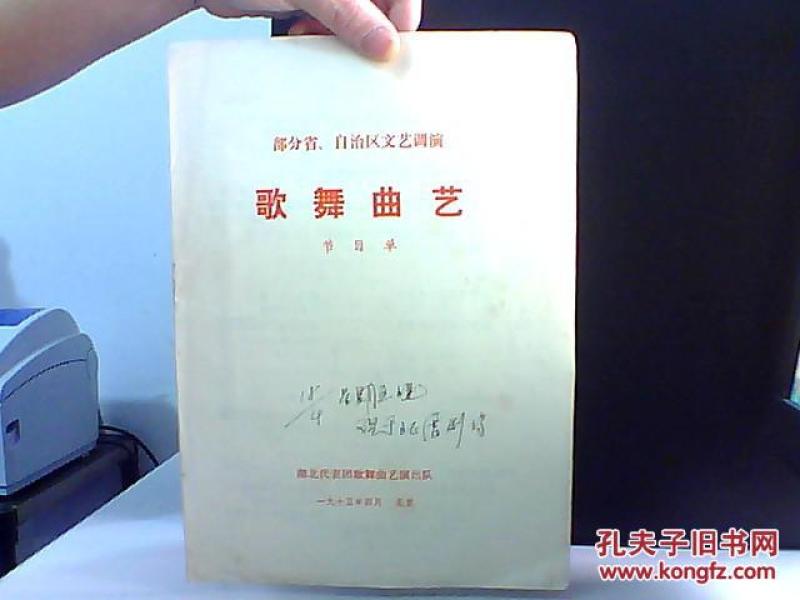 部分省、自治区文艺调演
歌舞曲艺
节目单
15/4
湖北代表团歌舞曲艺演出队
一九七五年四月 北京
孔夫子旧书网
www.kongfz.com